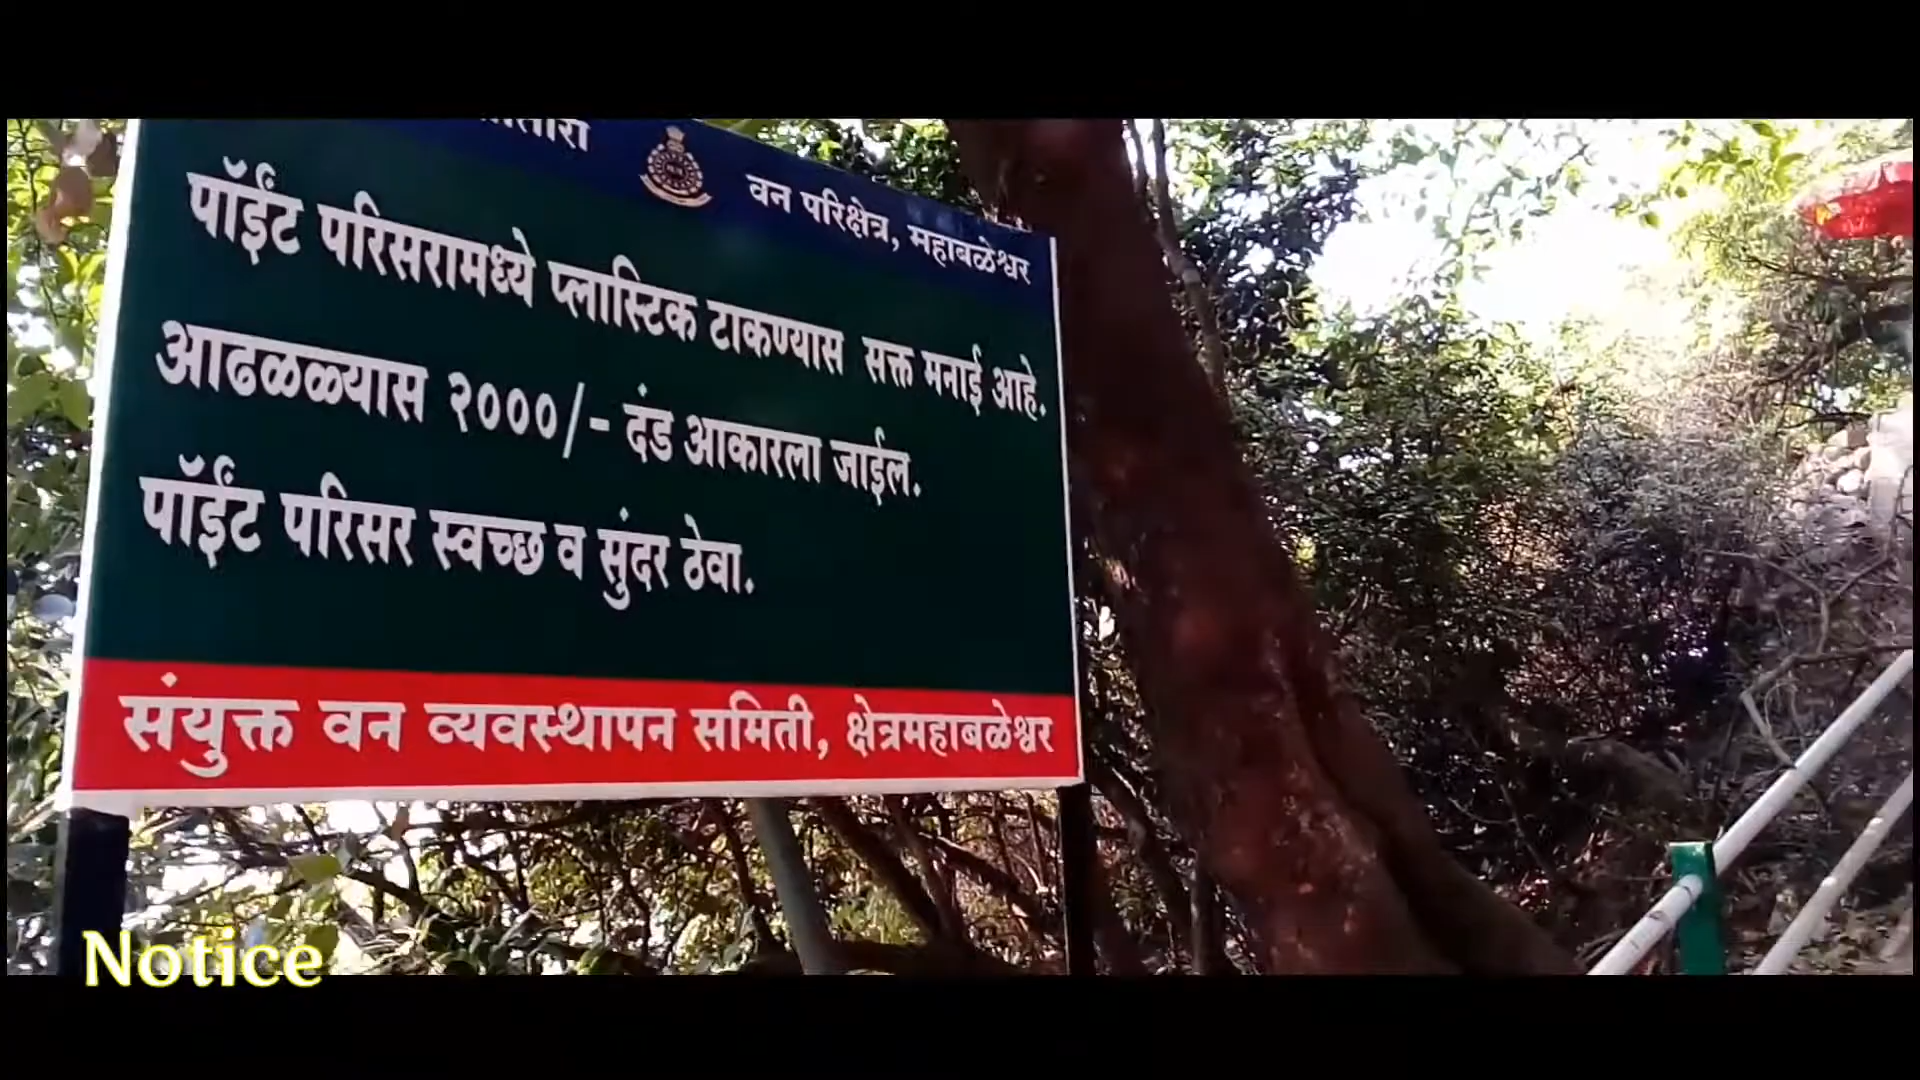 वन परिक्षेत्र, महाबळेश्वर
पॉईंट परिसरामध्ये प्लास्टिक टाकण्यास सक्त मनाई आहे.
आढळळ्यास २०००/- दंड आकारला जाईल.
पॉईंट परिसर स्वच्छ व सुंदर ठेवा.
संयुक्त वन व्यवस्थापन समिती, क्षेत्रमहाबळेश्वर
Notice